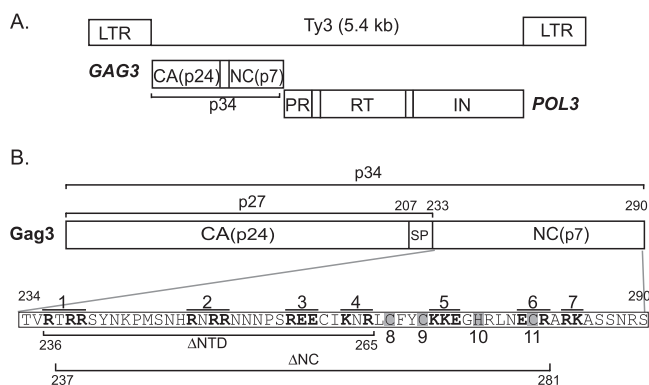 A.
LTR Ty3 (5.4 kb) LTR
GAG3 CA(p24) NC(p7)
p34
PR RT IN POL3
B.
p34
p27 207 233 290
Gag3 CA(p24) SP NC(p7)
234 1 2 3 4 5 6 7 290
TVRTRRSYNKPMSNHRNRRNNNPSREECIKNRLCFYCKKEGHRLNECRARKASSNRS
236 ΔNTD 265 8 9 10 11
ΔNC
237 281